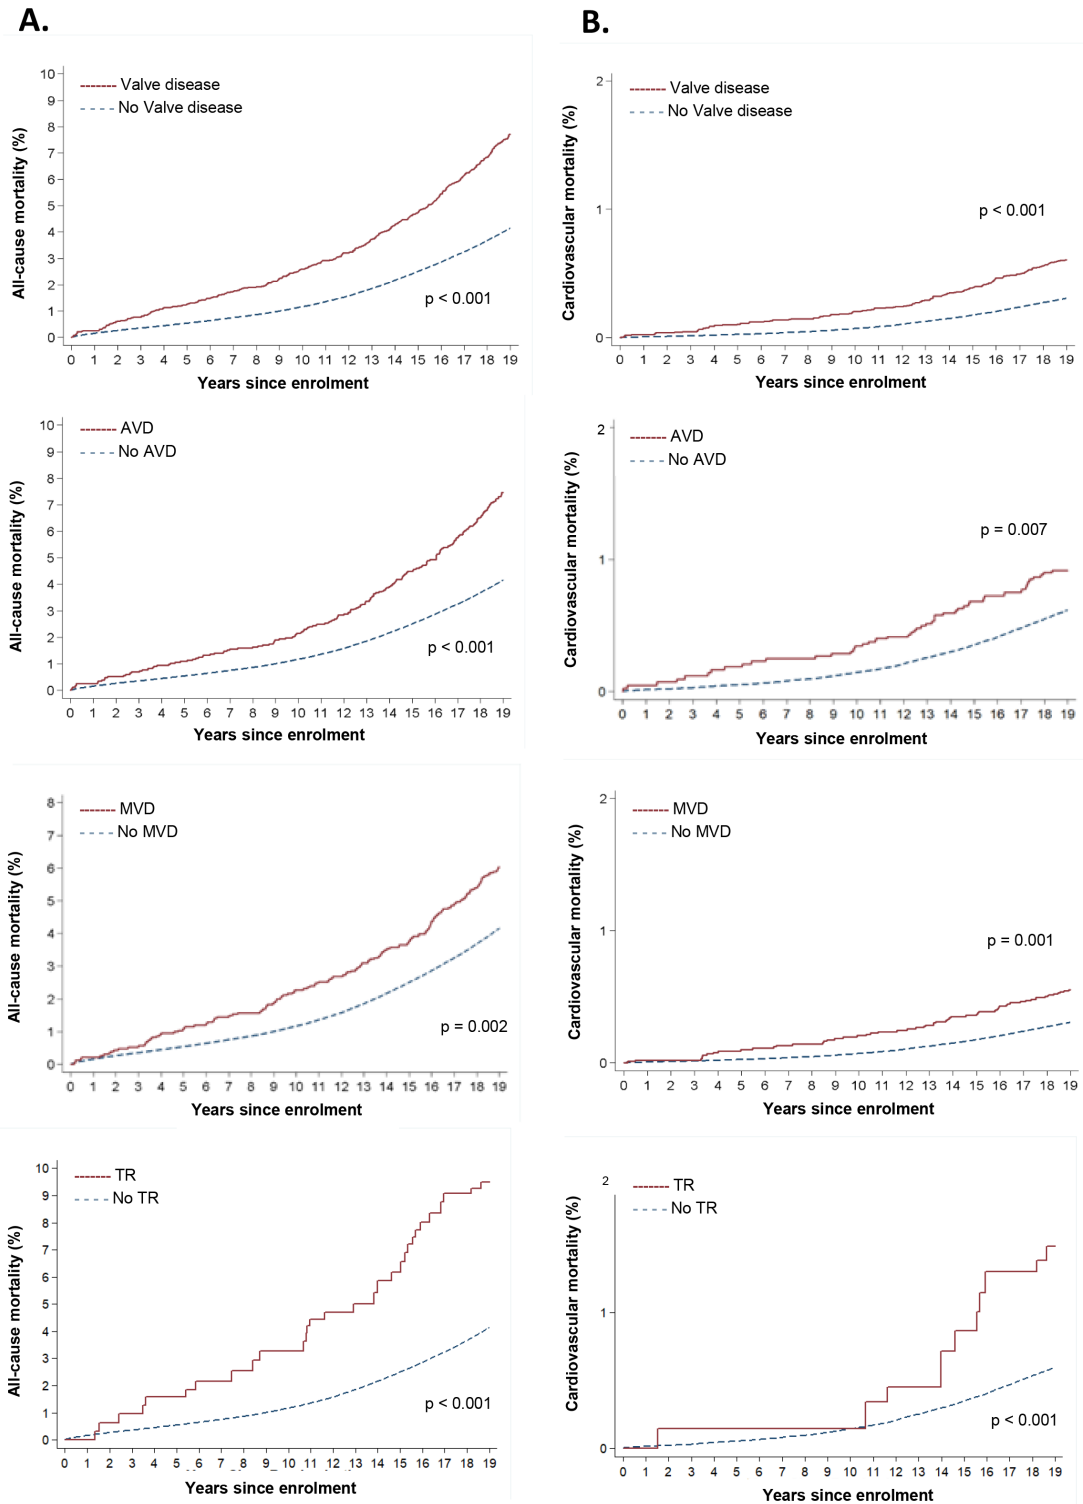 A.
B.
All-cause mortality (%)
10
9
8
7
6
5
4
3
2
1
0
Valve disease
No Valve disease
p < 0.001
0 1 2 3 4 5 6 7 8 9 10 11 12 13 14 15 16 17 18 19
Years since enrolment
Cardiovascular mortality (%)
2
1
0
Valve disease
No Valve disease
p < 0.001
0 1 2 3 4 5 6 7 8 9 10 11 12 13 14 15 16 17 18 19
Years since enrolment
All-cause mortality (%)
10
9
8
7
6
5
4
3
2
1
0
AVD
No AVD
p < 0.001
0 1 2 3 4 5 6 7 8 9 10 11 12 13 14 15 16 17 18 19
Years since enrolment
Cardiovascular mortality (%)
2
1
0
AVD
No AVD
p = 0.007
0 1 2 3 4 5 6 7 8 9 10 11 12 13 14 15 16 17 18 19
Years since enrolment
All-cause mortality (%)
8
7
6
5
4
3
2
1
0
MVD
No MVD
p = 0.002
0 1 2 3 4 5 6 7 8 9 10 11 12 13 14 15 16 17 18 19
Years since enrolment
Cardiovascular mortality (%)
2
1
0
MVD
No MVD
p = 0.001
0 1 2 3 4 5 6 7 8 9 10 11 12 13 14 15 16 17 18 19
Years since enrolment
All-cause mortality (%)
10
9
8
7
6
5
4
3
2
1
0
TR
No TR
p < 0.001
0 1 2 3 4 5 6 7 8 9 10 11 12 13 14 15 16 17 18 19
Years since enrolment
Cardiovascular mortality (%)
2
1
0
TR
No TR
p < 0.001
0 1 2 3 4 5 6 7 8 9 10 11 12 13 14 15 16 17 18 19
Years since enrolment